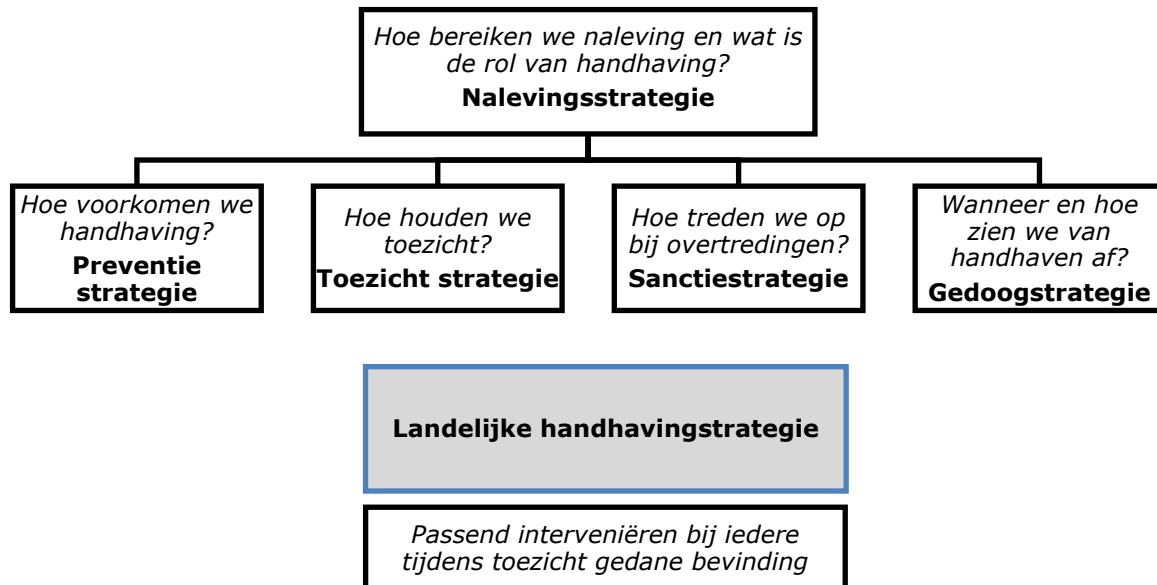 Hoe bereiken we naleving en wat is
de rol van handhaving?
Nalevingsstrategie
Hoe voorkomen we
handhaving?
Preventie
strategie
Hoe houden we
toezicht?
Toezicht strategie
Hoe treden we op
bij overtredingen?
Sanctiestrategie
Wanneer en hoe
zien we van
handhaven af?
Gedoogstrategie
Landelijke handhavingstrategie
Passend interveniëren bij iedere
tijdens toezicht gedane bevinding